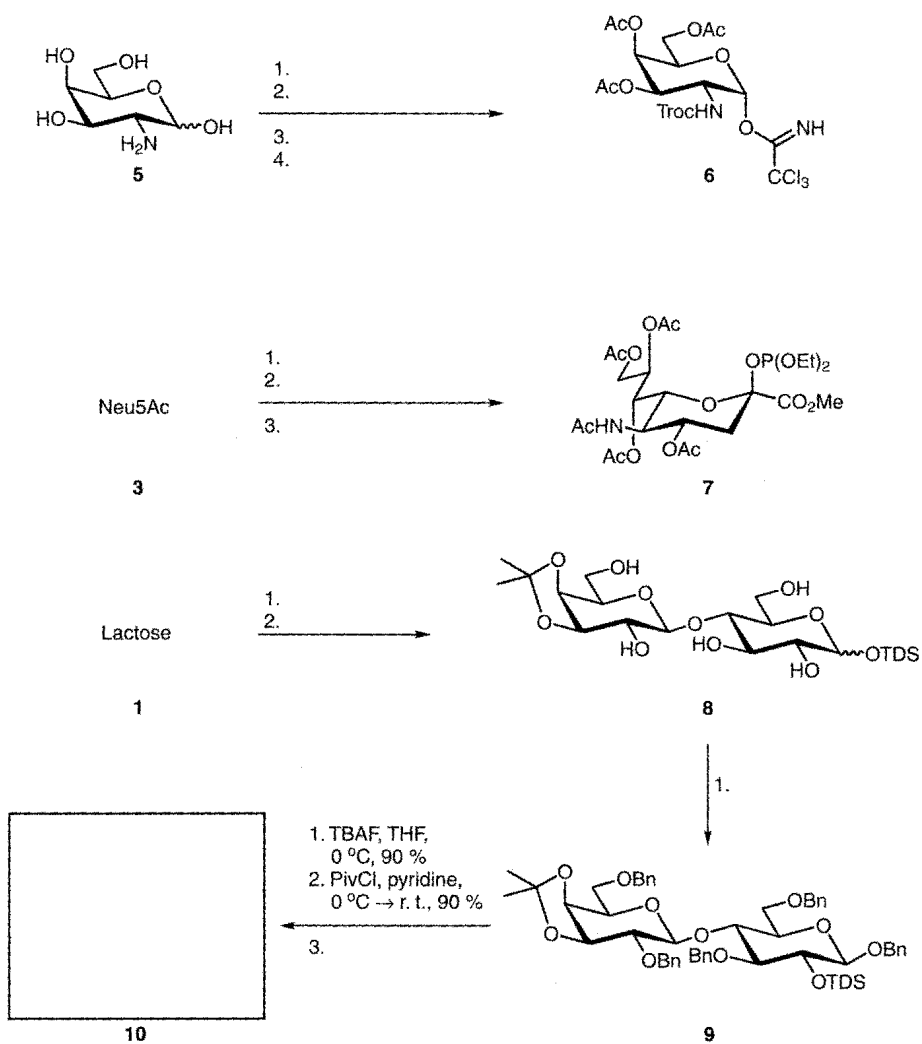 HO OH
O
HO OH
H₂N
5
1.
2.
3.
4.
AcO OAc
O
AcO
TrocHN
O NH
CCl₃
6
Neu5Ac
3
1.
2.
3.
OAc
AcO
OP(OEt)₂
O
CO₂Me
AcHN
AcO OAc
7
Lactose
1
1.
2.
O OH
O OH
O O O
HO HO HO OTDS
8
1.
10
1. TBAF, THF,
0 °C, 90 %
2. PivCl, pyridine,
0 °C → r. t., 90 %
3.
O OBn
O OBn
O O O
OBn BnO OBn
OTDS
9